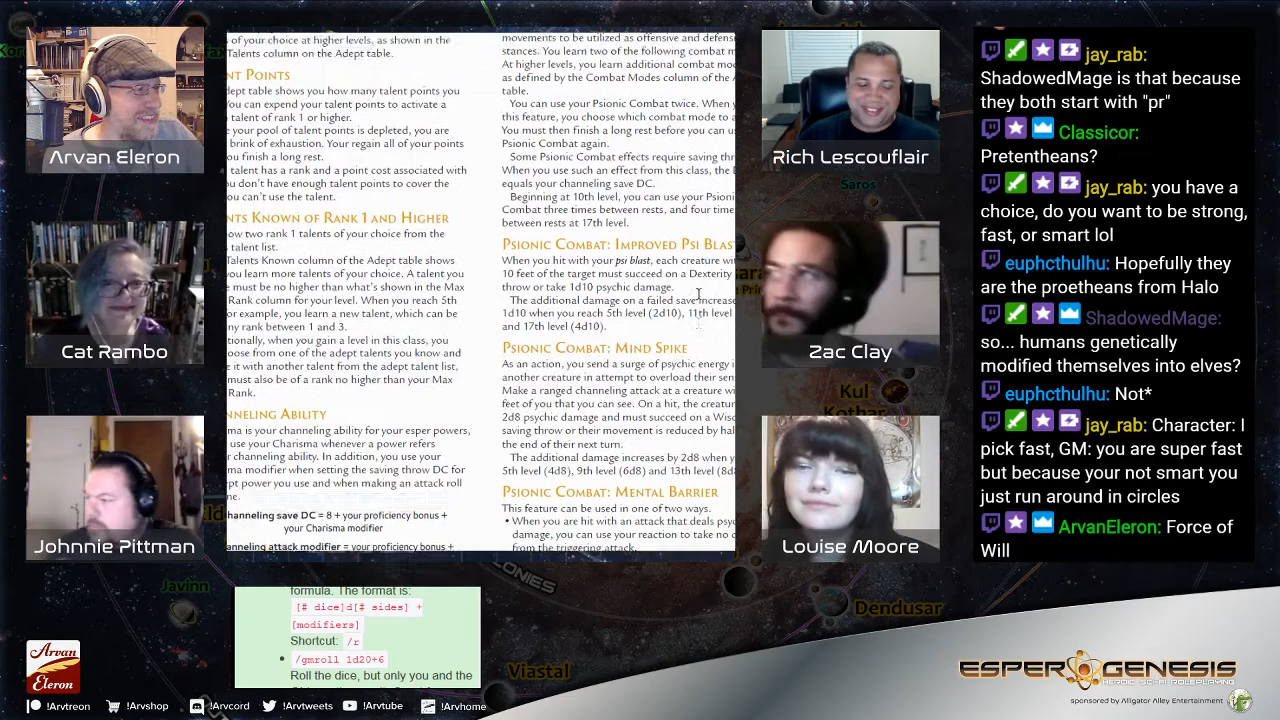 Arvan Eleron
Cat Rambo
Johnnie Pittman
s of your choice at higher levels, as shown in the
Talents column on the Adept table.
nt Points
dept table shows you how many talent points you
You can expend your talent points to activate a
talent of rank 1 or higher.
e your pool of talent points is depleted, you are
brink of exhaustion. You regain all of your points
ou finish a long rest.
talent has a rank and a point cost associated with
ou don't have enough talent points to cover the
ou can't use the talent.
nts Known of Rank 1 and Higher
ow two rank 1 talents of your choice from the
talent list.
Talents Known column of the Adept table shows
ou learn more talents of your choice. A talent you
e must be no higher than what's shown in the Max
Rank column for your level. When you reach 5th
or example, you learn a new talent, which can be
ny rank between 1 and 3.
tionally, when you gain a level in this class, you
oose from one of the adept talents you know and
e it with another talent from the adept talent list,
must also be of a rank no higher than your Max
Rank.
nneling Ability
ma is your channeling ability for your esper powers,
use your Charisma whenever a power refers
r channeling ability. In addition, you use your
ma modifier when setting the saving throw DC for
ept power you use and when making an attack roll
ne.
hanneling save DC = 8 + your proficiency bonus +
your Charisma modifier
anneling attack modifier = your proficiency bonus +
movements to be utilized as offensive and defens
stances. You learn two of the following combat m
At higher levels, you learn additional combat mod
as defined by the Combat Modes column of the A
table.
You can use your Psionic Combat twice. When y
this feature, you choose which combat mode to a
You must then finish a long rest before you can us
Psionic Combat again.
Some Psionic Combat effects require saving thr
When you use such an effect from this class, the D
equals your channeling save DC.
Beginning at 10th level, you can use your Psioni
Combat three times between rests, and four time
between rests at 17th level.
Psionic Combat: Improved Psi Blast
When you hit with your psi blast, each creature wi
10 feet of the target must succeed on a Dexterity
throw or take 1d10 psychic damage.
The additional damage on a failed save increase
1d10 when you reach 5th level (2d10), 11th level
and 17th level (4d10).
Psionic Combat: Mind Spike
As an action, you send a surge of psychic energy i
another creature in attempt to overload their sen
Make a ranged channeling attack at a creature wi
feet of you that you can see. On a hit, the creatur
2d8 psychic damage and must succeed on a Wisc
saving throw or their movement is reduced by hal
the end of their next turn.
The additional damage increases by 2d8 when y
5th level (4d8), 9th level (6d8) and 13th level (8d8
Psionic Combat: Mental Barrier
This feature can be used in one of two ways.
• When you are hit with an attack that deals psyc
damage, you can use your reaction to take no d
from the triggering attack.
Rich Lescouflair
Zac Clay
Louise Moore
jay_rab:
ShadowedMage is that because
they both start with "pr"
Classicor:
Pretentheans?
jay_rab: you have a
choice, do you want to be strong,
fast, or smart lol
euphcthulhu: Hopefully they
are the proetheans from Halo
ShadowedMage:
so... humans genetically
modified themselves into elves?
euphcthulhu: Not*
jay_rab: Character: I
pick fast, GM: you are super fast
but because your not smart you
just run around in circles
ArvanEleron: Force of
Will
Saros
Kul
Kothar
Javinn
LONIES
Dendusar
Viastal
formula. The format is:
[# dice]d[# sides] +
[modifiers]
Shortcut: /r
• /gmroll 1d20+6
Roll the dice, but only you and the
Arvan
Eleron
!Arvtreon
!Arvshop
!Arvcord
!Arvtweets
!Arvtube
!Arvhome
ESPER GENESIS
HEROIC SCI-FI ROLEPLAYING
sponsored by Alligator Alley Entertainment